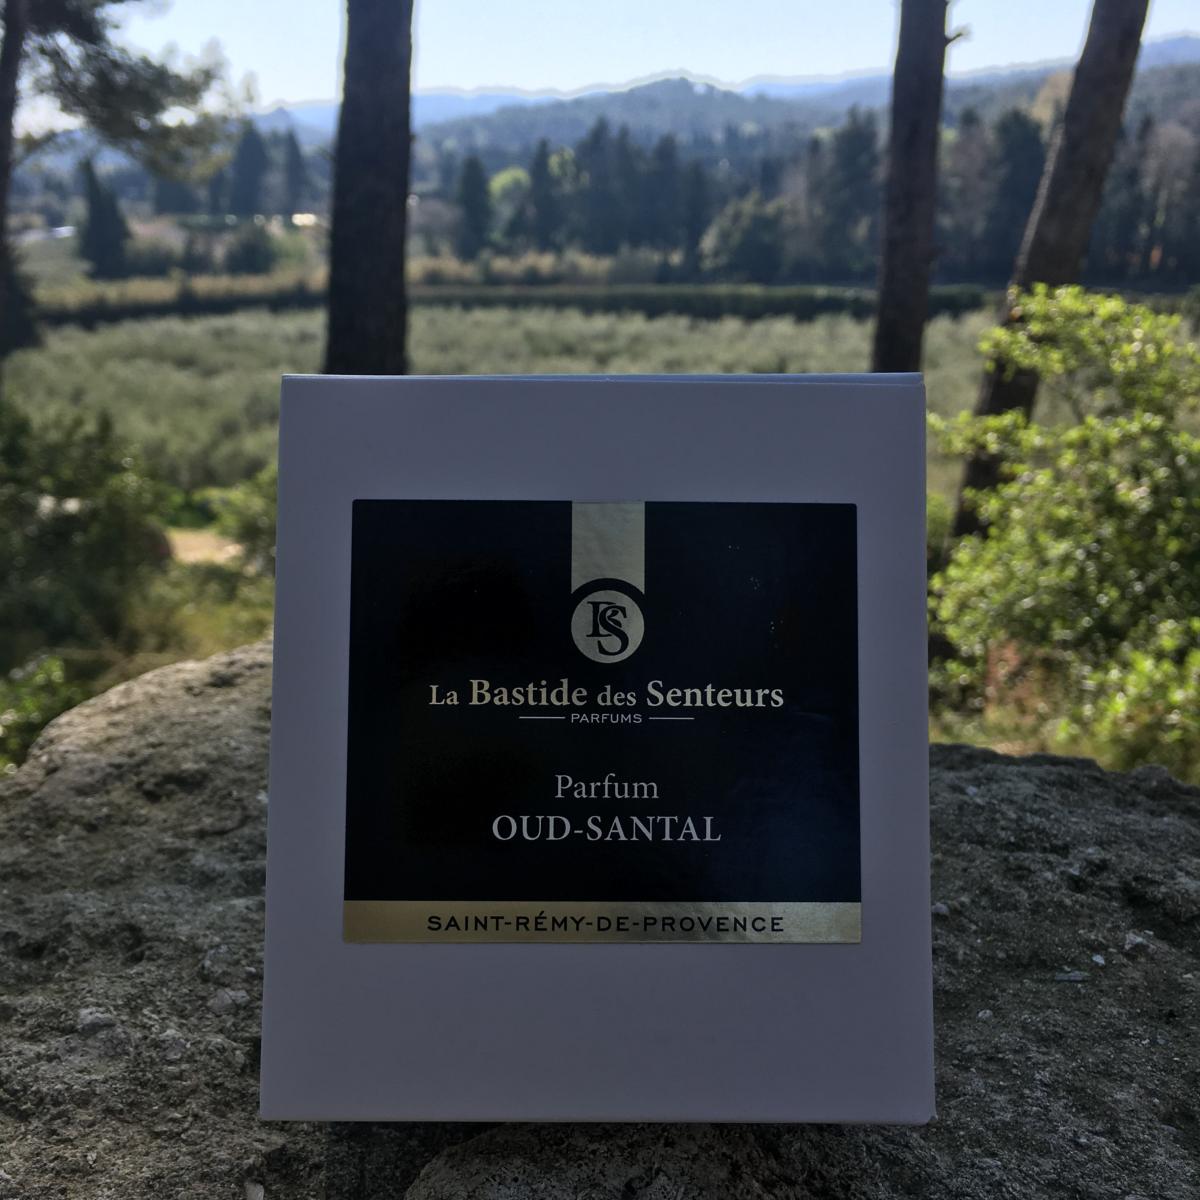 BS
La Bastide des Senteurs
PARFUMS
Parfum
OUD-SANTAL
SAINT-RÉMY-DE-PROVENCE